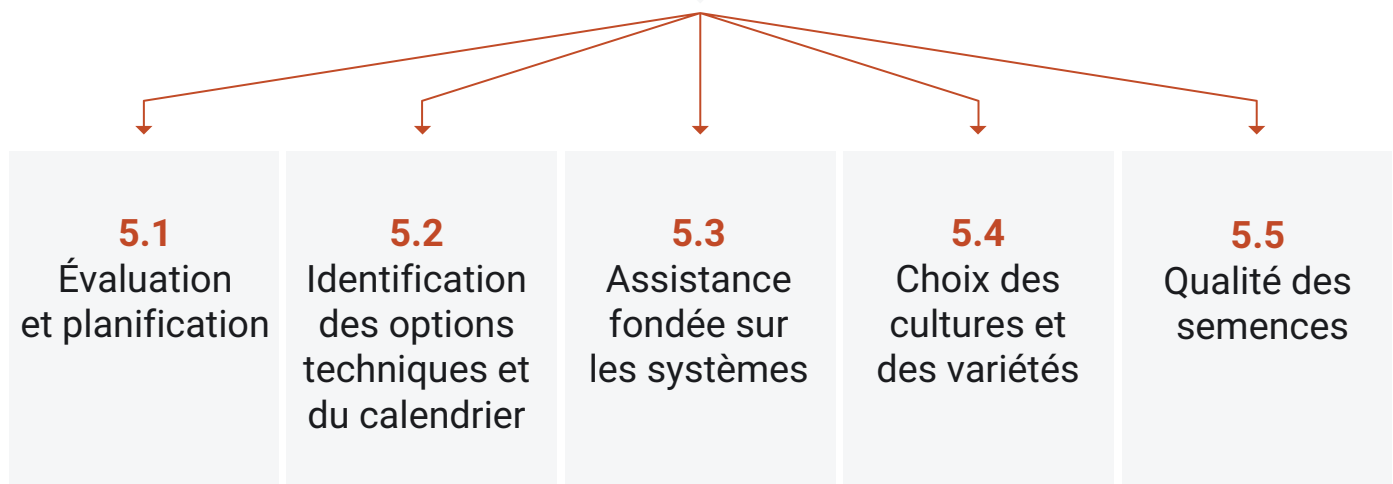 5.1
Évaluation
et planification
5.2
Identification
des options
techniques et
du calendrier
5.3
Assistance
fondée sur
les systèmes
5.4
Choix des
cultures et
des variétés
5.5
Qualité des
semences